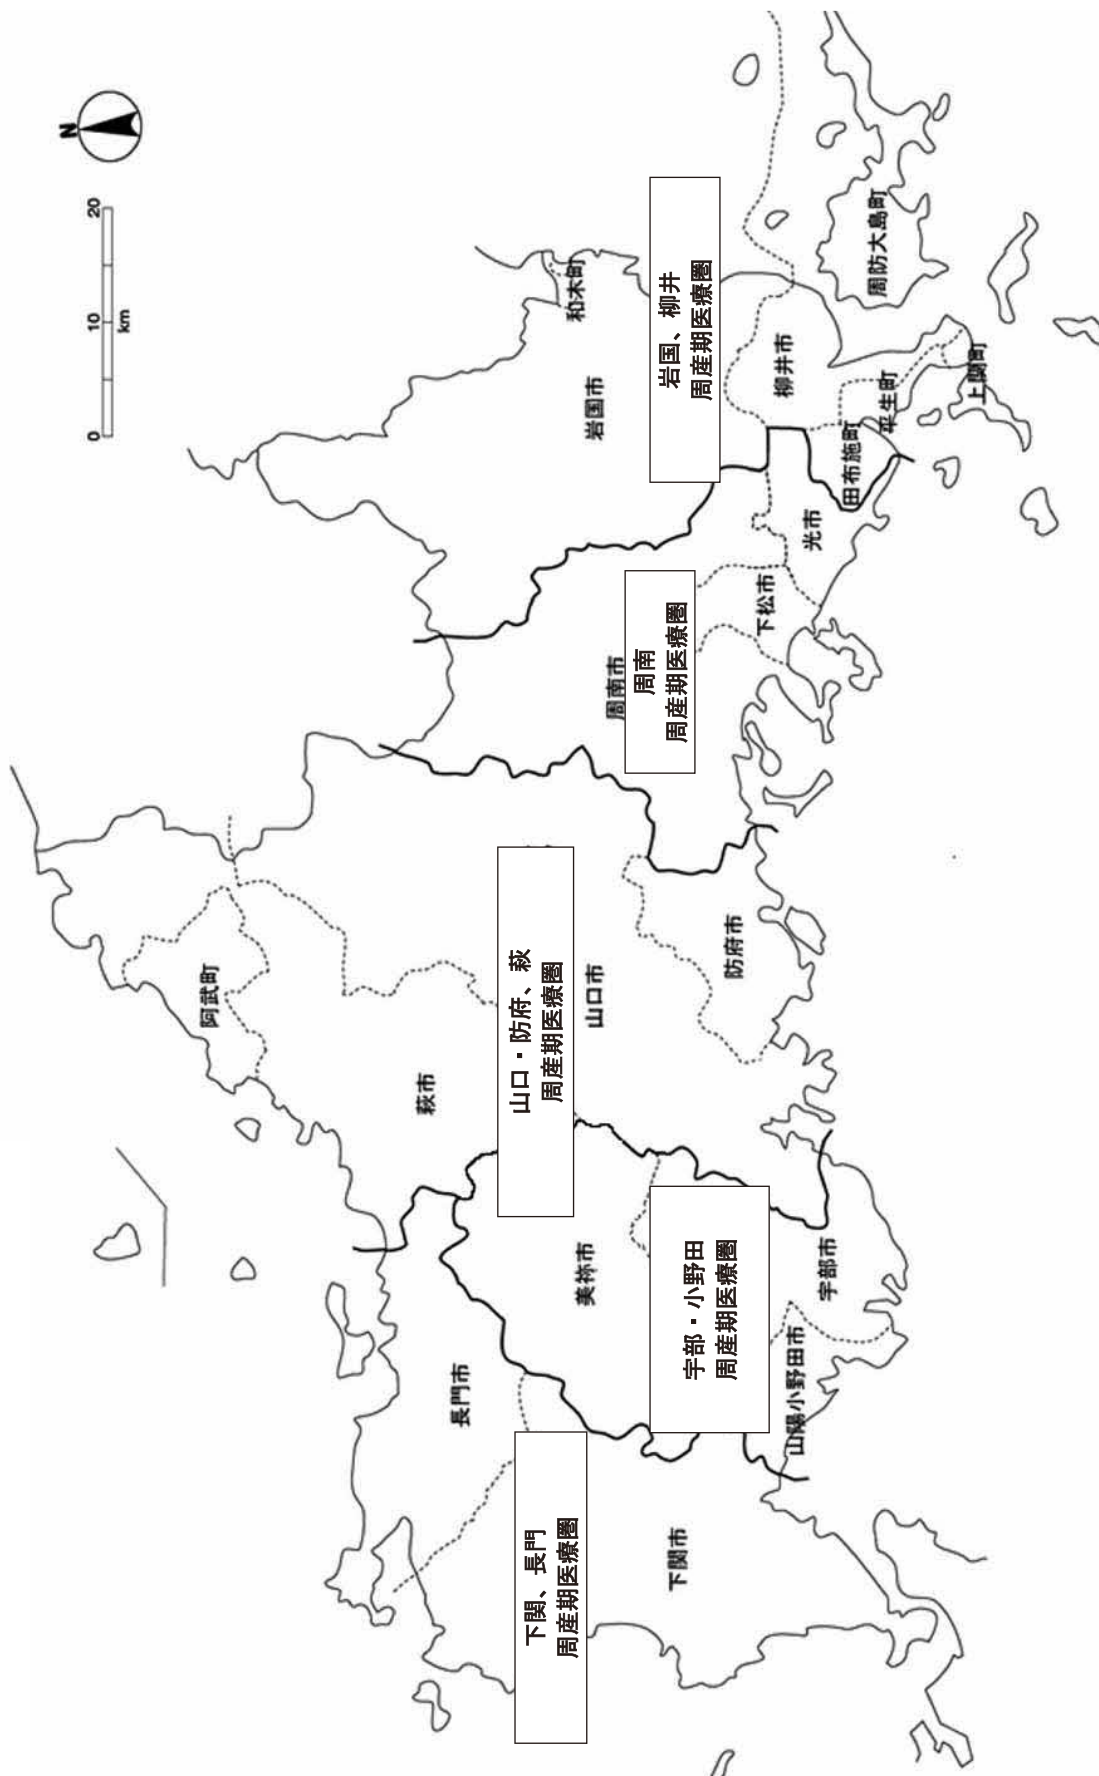 N
0 10 20
km
阿武町
萩市
長門市
山口・防府、萩
周産期医療圏
下関、長門
周産期医療圏
和木町
美祢市
山口市
岩国市
周南市
周南
周産期医療圏
岩国、柳井
周産期医療圏
下関市
宇部・小野田
周産期医療圏
防府市
下松市
柳井市
山陽小野田市
光市
宇部市
田布施町
周防大島町
平生町
上関町